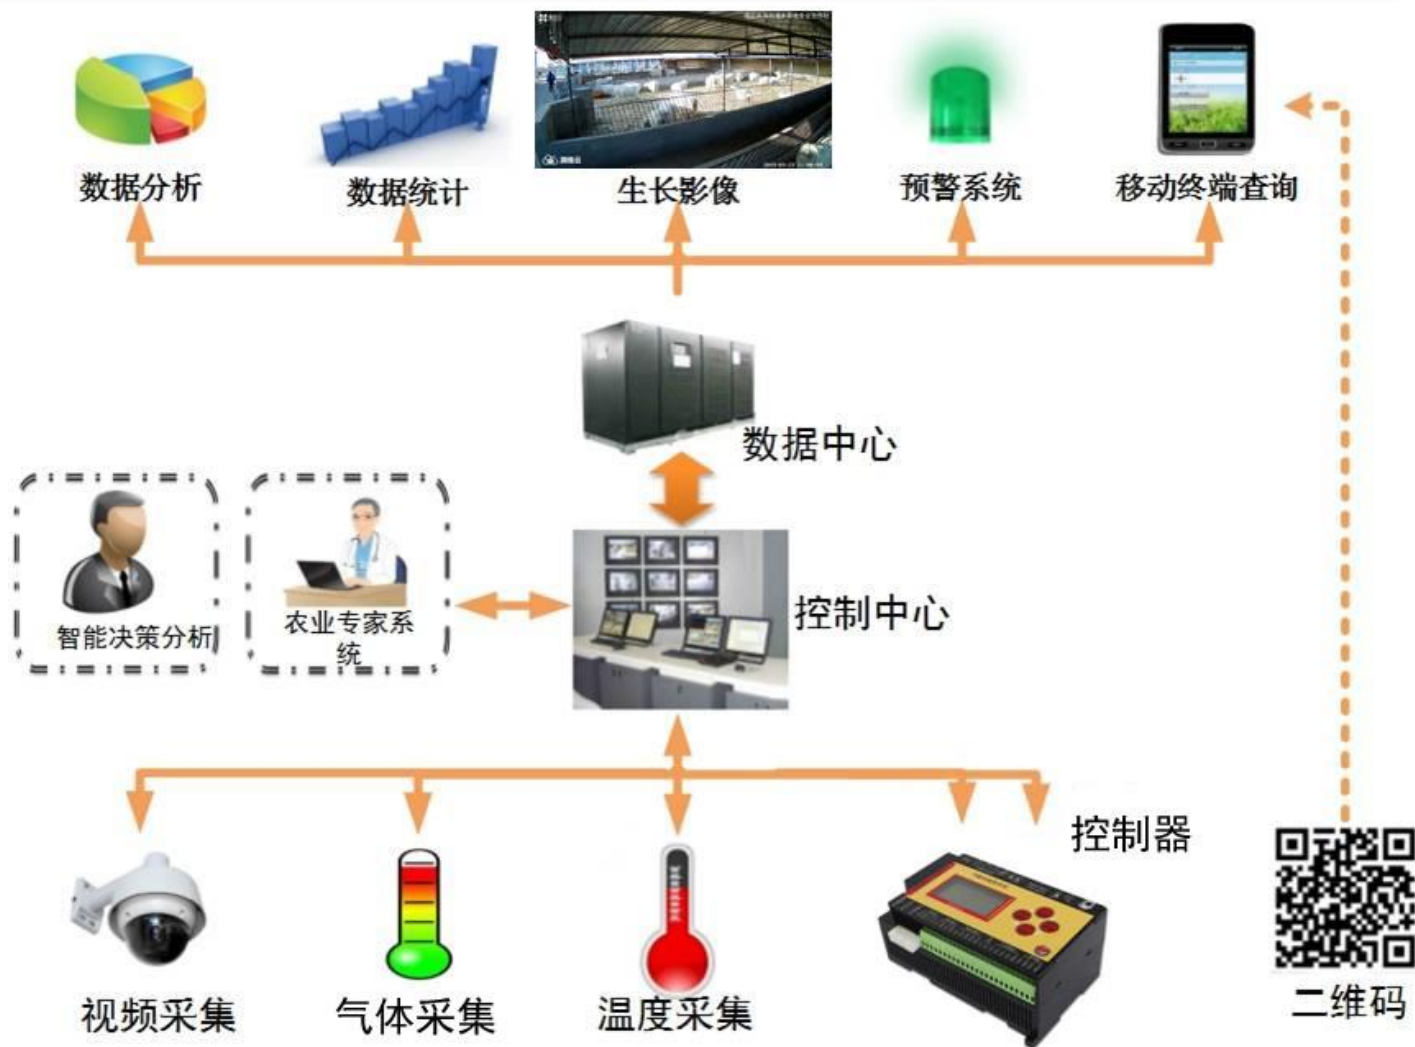 数据分析
数据统计
生长影像
预警系统
移动终端查询
数据中心
智能决策分析
农业专家系
统
控制中心
控制器
视频采集
气体采集
温度采集
二维码